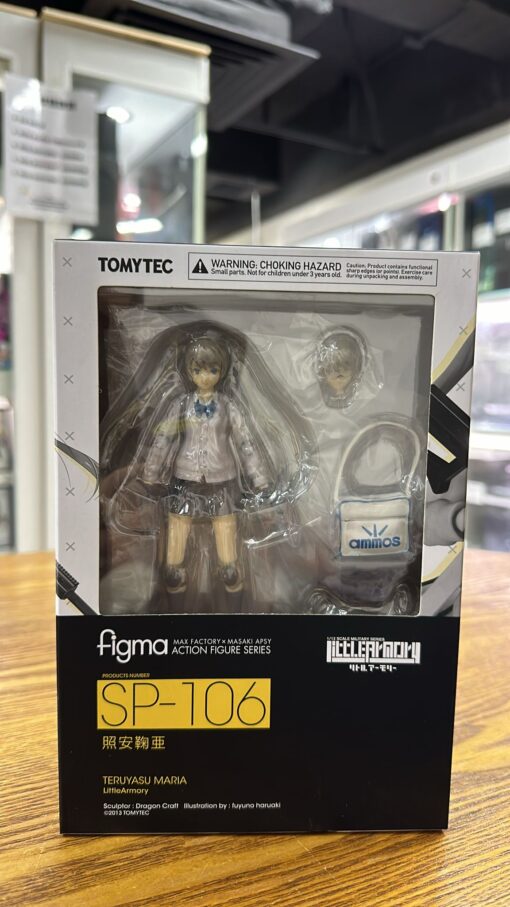 TOMYTEC
WARNING: CHOKING HAZARD
Small parts. Not for children under 3 years old.
Caution: Product contains functional
sharp edges (or points). Exercise care
during unpacking and assembly.
ammos
figma
MAX FACTORY × MASAKI APSY
ACTION FIGURE SERIES
1/12 SCALE MILITARY SERIES
LittleArmory
リトルアーモリー
PRODUCTS NUMBER
SP-106
照安鞠亜
TERUYASU MARIA
LittleArmory
Sculptor : Dragon Craft Illustration by : fuyuno haruaki
©2013 TOMYTEC